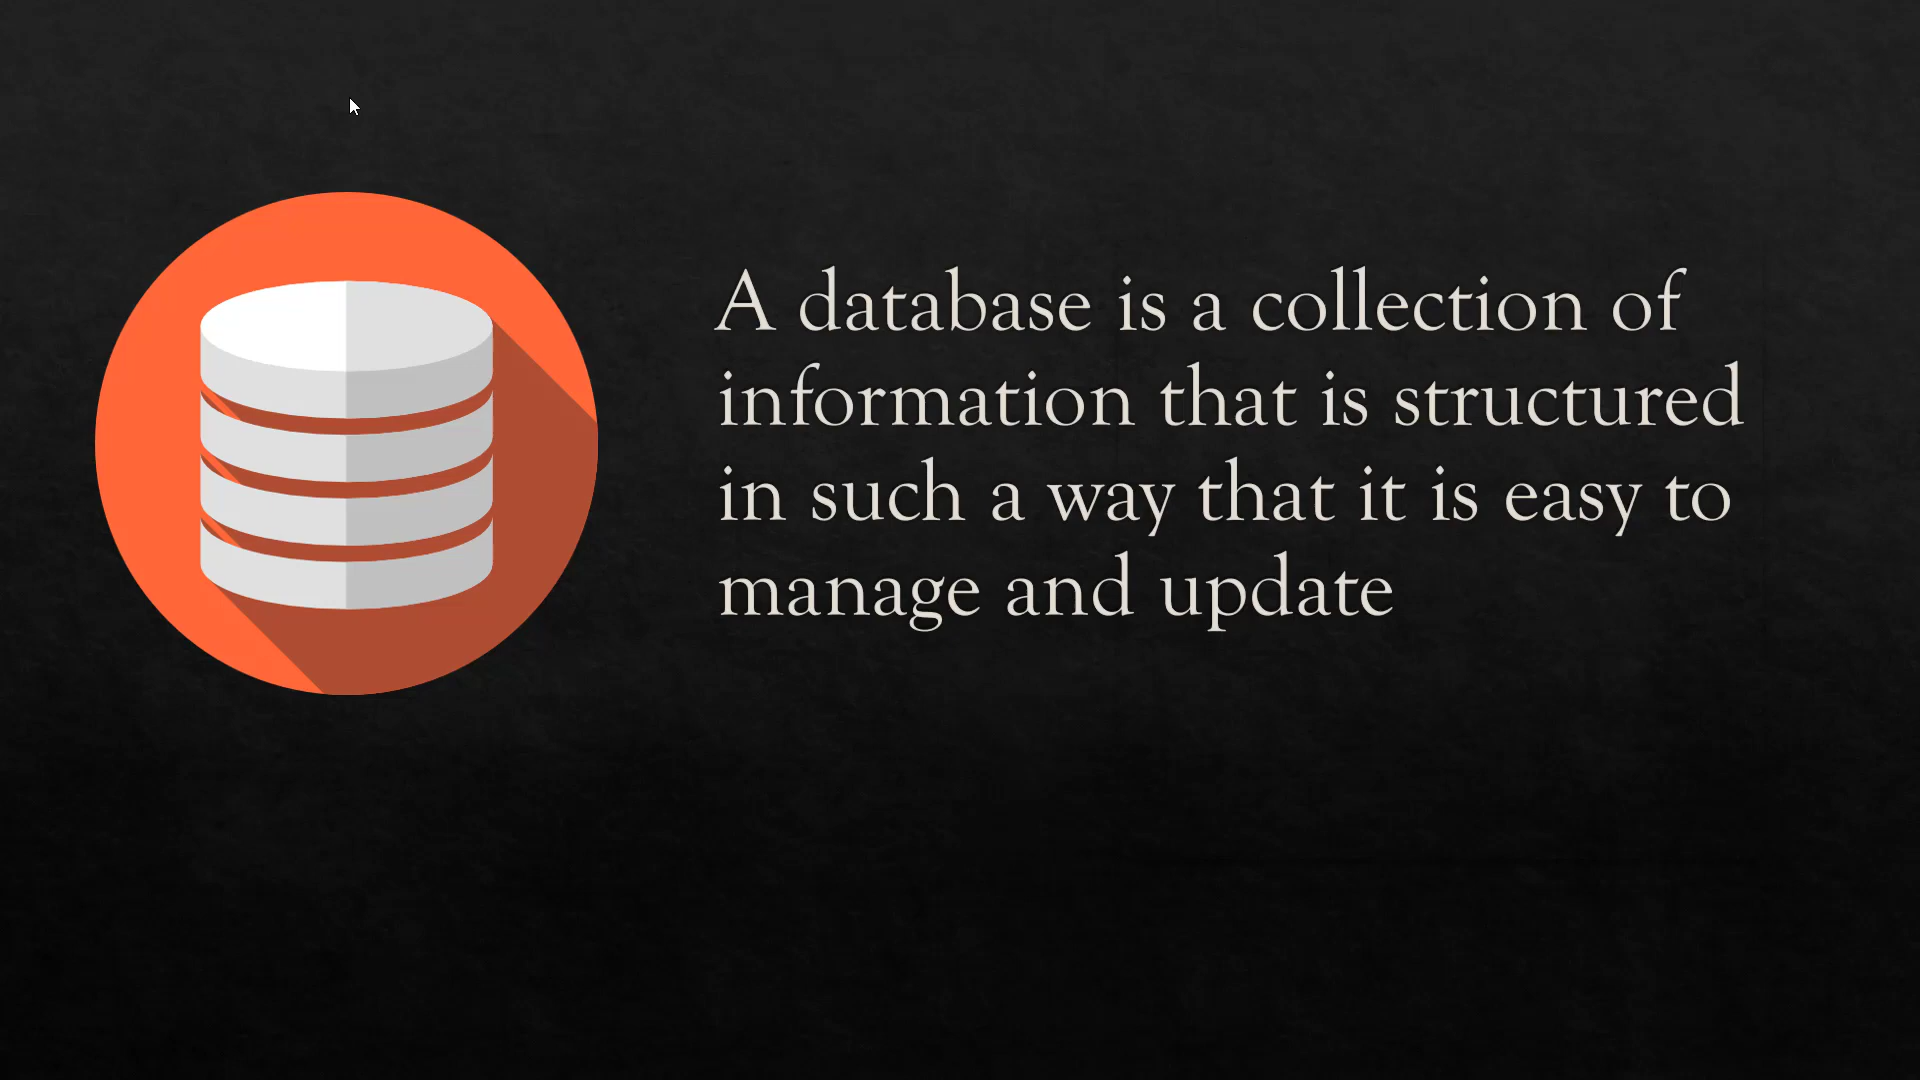 A database is a collection of
information that is structured
in such a way that it is easy to
manage and update